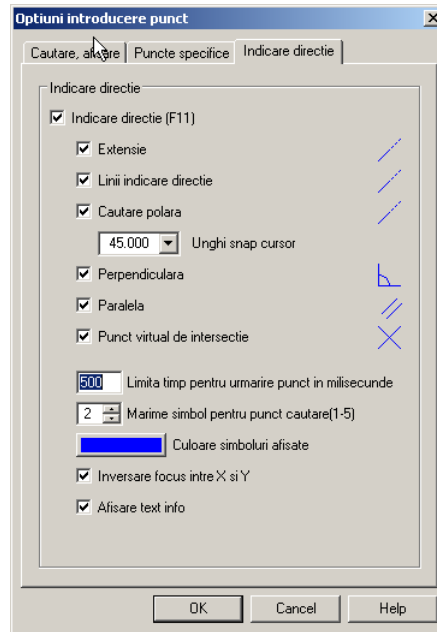 Optiuni introducere punct
Cautare, afisare Puncte specifice Indicare directie
Indicare directie
Indicare directie (F11)
Extensie
Linii indicare directie
Cautare polara
45.000 Unghi snap cursor
Perpendiculara
Paralela
Punct virtual de intersectie
500 Limita timp pentru urmarire punct in milisecunde
2 Marime simbol pentru punct cautare(1-5)
Culoare simboluri afisate
Inversare focus intre X si Y
Afisare text info
OK Cancel Help